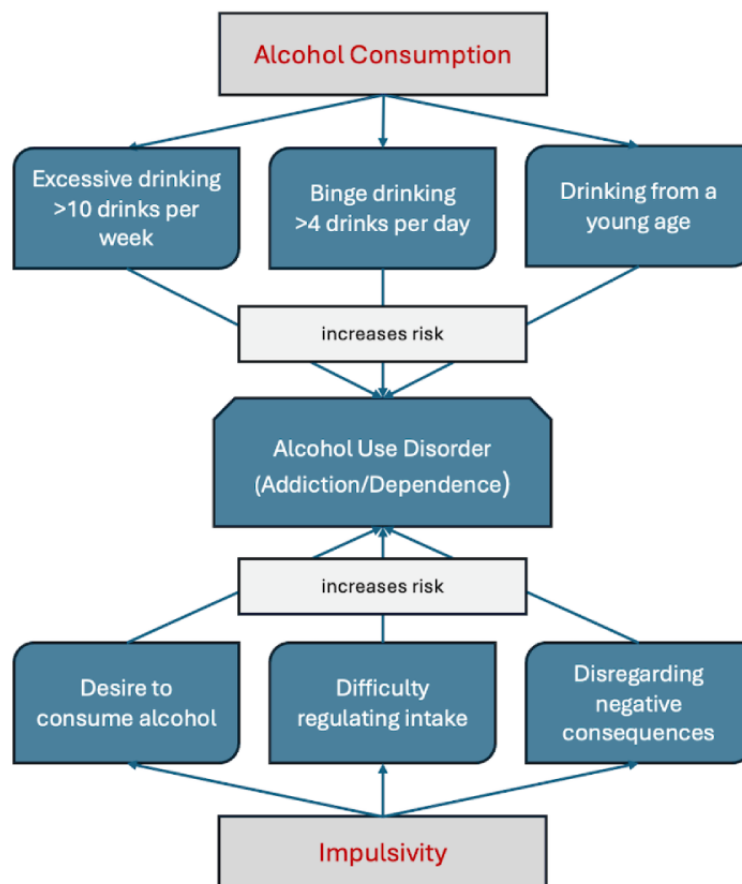 Alcohol Consumption
Excessive drinking
>10 drinks per
week
Binge drinking
>4 drinks per day
Drinking from a
young age
increases risk
Alcohol Use Disorder
(Addiction/Dependence)
increases risk
Desire to
consume alcohol
Difficulty
regulating intake
Disregarding
negative
consequences
Impulsivity